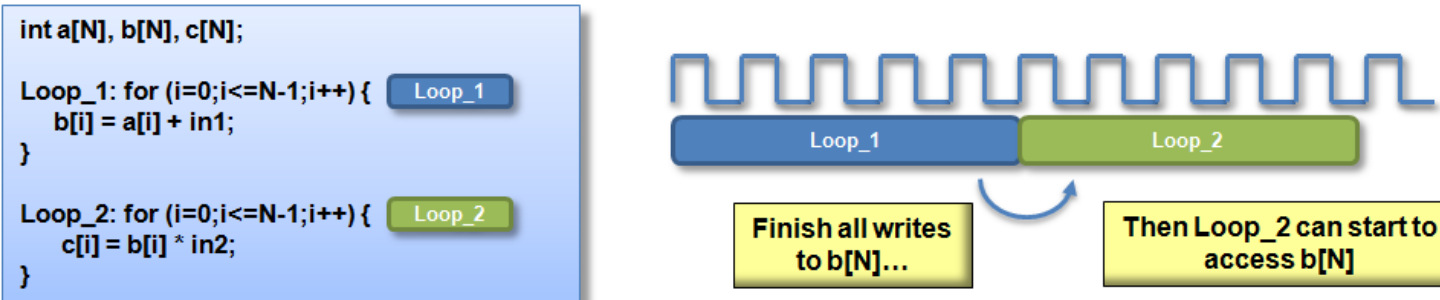 int a[N], b[N], c[N];
Loop_1: for (i=0;i<=N-1;i++) { Loop_1
b[i] = a[i] + in1;
}
Loop_2: for (i=0;i<=N-1;i++) { Loop_2
c[i] = b[i] * in2;
}
Loop_1 Loop_2
Finish all writes
to b[N]...
Then Loop_2 can start to
access b[N]